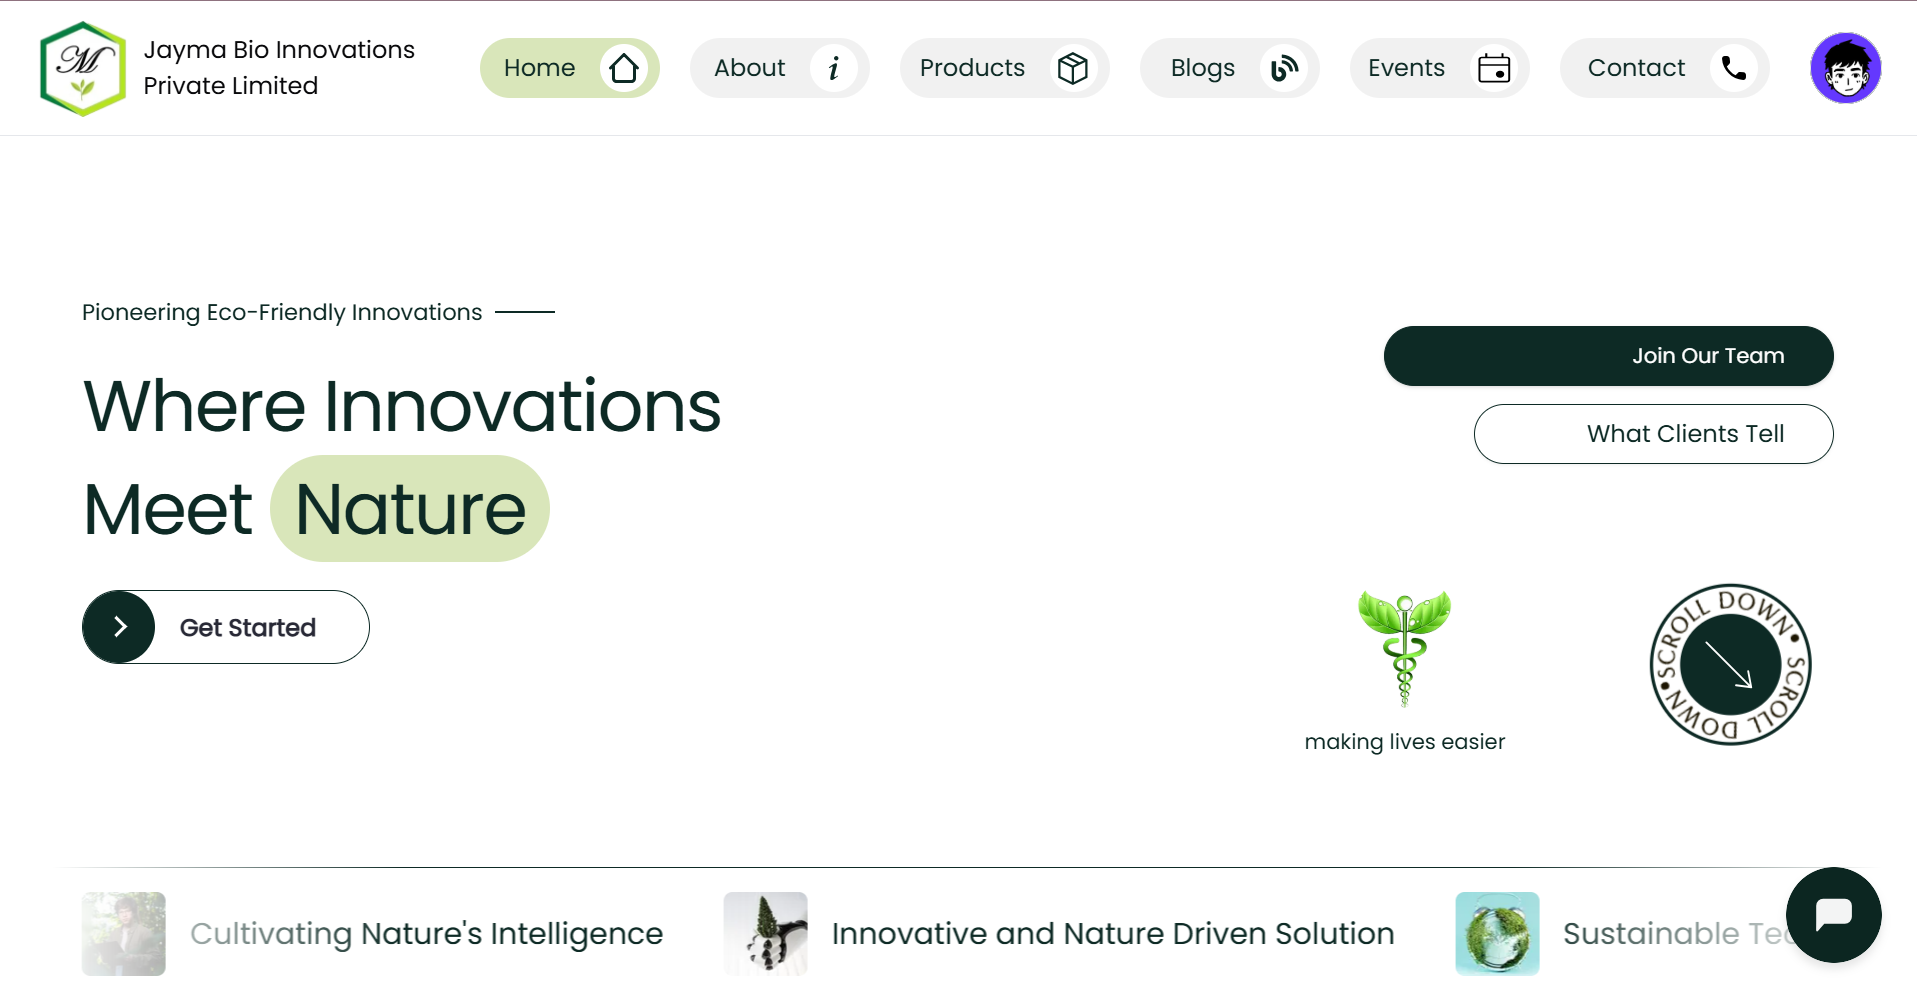 Jayma Bio Innovations
Private Limited
Home
About
Products
Blogs
Events
Contact
Pioneering Eco-Friendly Innovations
Where Innovations
Meet Nature
Get Started
Join Our Team
What Clients Tell
making lives easier
SCROLL DOWN • SCROLL DOWN •
Cultivating Nature's Intelligence
Innovative and Nature Driven Solution
Sustainable